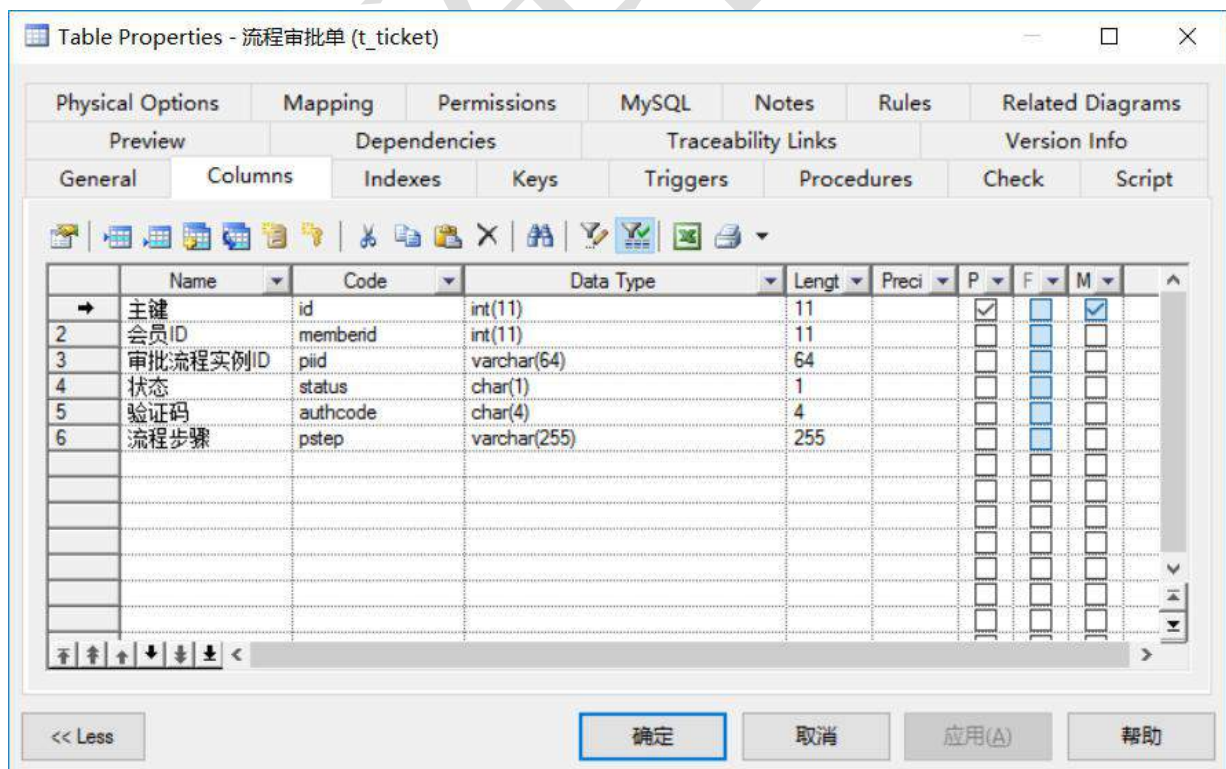 Table Properties - 流程审批单 (t_ticket)
Physical Options Mapping Permissions MySQL Notes Rules Related Diagrams
Preview Dependencies Traceability Links Version Info
General Columns Indexes Keys Triggers Procedures Check Script
Name Code Data Type Lengt Preci P F M
主键 id int(11) 11
2 会员ID memberid int(11) 11
3 审批流程实例ID piid varchar(64) 64
4 状态 status char(1) 1
5 验证码 authcode char(4) 4
6 流程步骤 pstep varchar(255) 255
<< Less 确定 取消 应用(A) 帮助